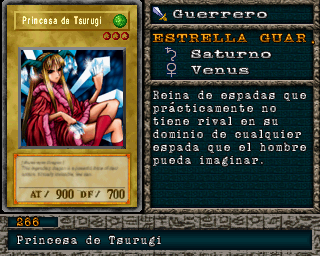 Princesa de Tsurugi
AT/ 900 DF/ 700
Guerrero
ESTRELLA GUAR.
Saturno
Venus
Reina de espadas que
prácticamente no
tiene rival en su
dominio de cualquier
espada que el hombre
pueda imaginar.
266
Princesa de Tsurugi